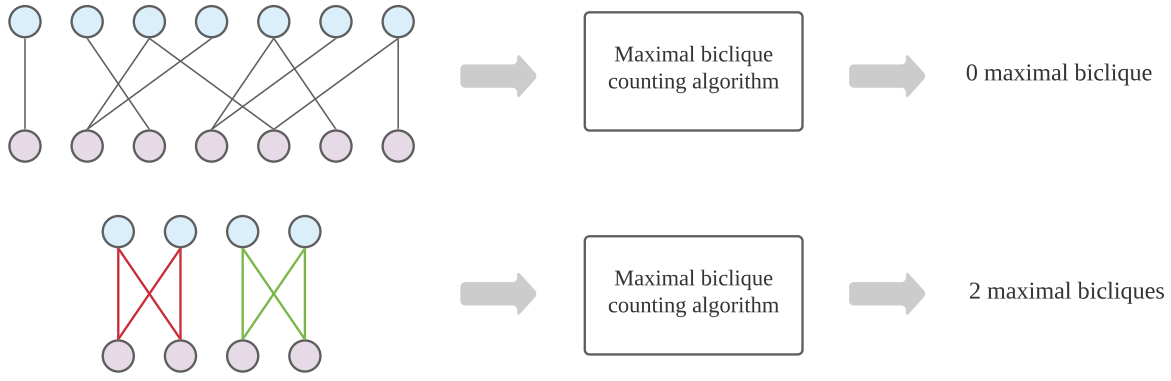 Maximal biclique
counting algorithm
0 maximal biclique
Maximal biclique
counting algorithm
2 maximal bicliques